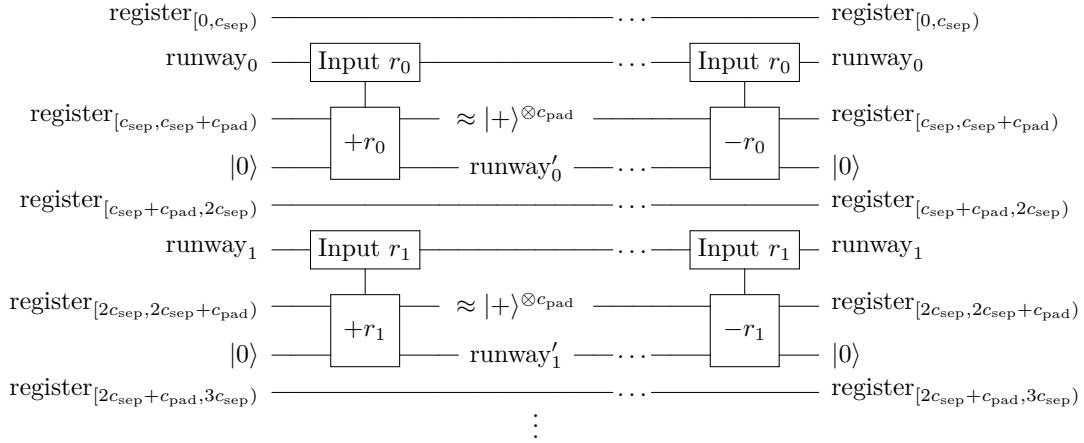 register_{[0,c_sep)} ... register_{[0,c_sep)}
runway_0 Input r_0 ... Input r_0 runway_0
register_{[c_sep,c_sep+c_pad)} ≈ |+⟩^{⊗c_pad} ... register_{[c_sep,c_sep+c_pad)}
+r_0 −r_0
|0⟩ runway′_0 ... |0⟩
register_{[c_sep+c_pad,2c_sep)} ... register_{[c_sep+c_pad,2c_sep)}
runway_1 Input r_1 ... Input r_1 runway_1
register_{[2c_sep,2c_sep+c_pad)} ≈ |+⟩^{⊗c_pad} ... register_{[2c_sep,2c_sep+c_pad)}
+r_1 −r_1
|0⟩ runway′_1 ... |0⟩
register_{[2c_sep+c_pad,3c_sep)} ... register_{[2c_sep+c_pad,3c_sep)}
⋮